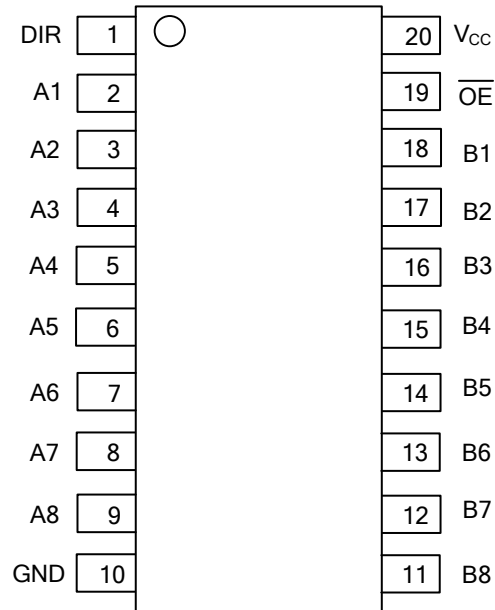 DIR 1 20 V_CC
A1 2 19 O̅E̅
A2 3 18 B1
A3 4 17 B2
A4 5 16 B3
A5 6 15 B4
A6 7 14 B5
A7 8 13 B6
A8 9 12 B7
GND 10 11 B8